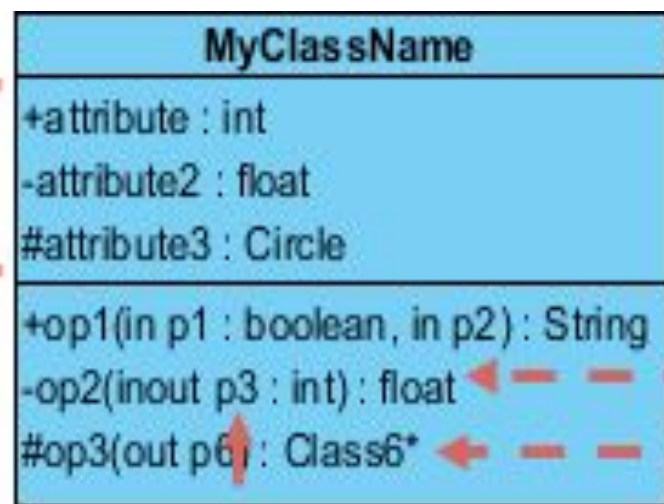 MyClassName
+attribute : int
-attribute2 : float
#attribute3 : Circle
+op1(in p1 : boolean, in p2) : String
-op2(inout p3 : int) : float
#op3(out p6) : Class6*